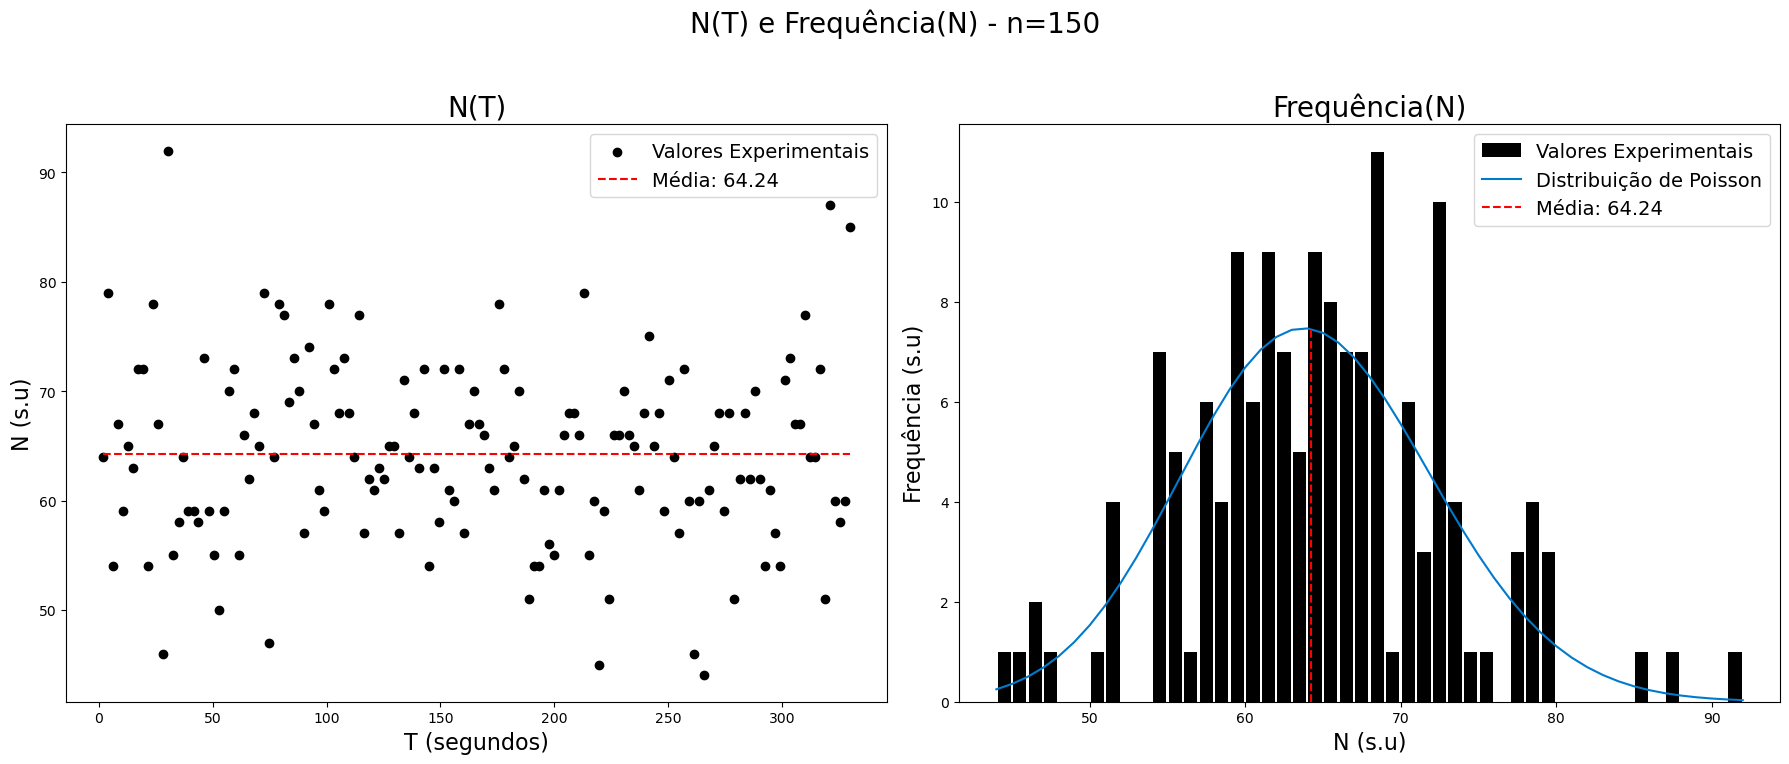 N(T) e Frequência(N) - n=150
N(T)
Valores Experimentais
Média: 64.24
90
80
70
60
50
N (s.u)
0 50 100 150 200 250 300
T (segundos)
Frequência(N)
Valores Experimentais
Distribuição de Poisson
Média: 64.24
10
8
6
4
2
0
Frequência (s.u)
50 60 70 80 90
N (s.u)